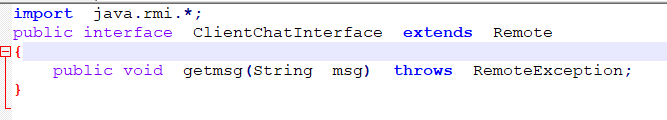 import java.rmi.*;
public interface ClientChatInterface extends Remote
{
public void getmsg(String msg) throws RemoteException;
}